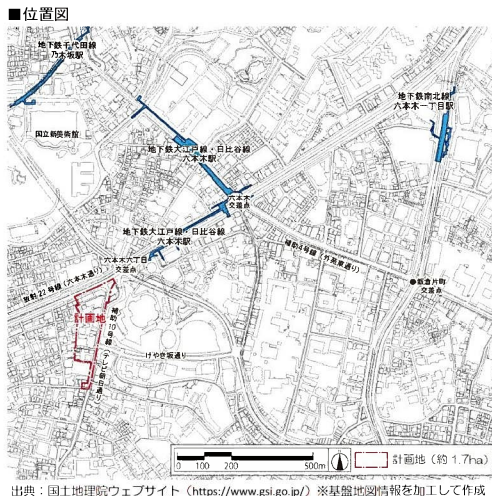 ■位置図
地下鉄千代田線
乃木坂駅
地下鉄南北線
六本木一丁目駅
国立新美術館
地下鉄大江戸線・日比谷線
六本木駅
六本木
交差点
地下鉄大江戸線・日比谷線
六本木駅
六本木六丁目
交差点
補助4号線(外苑東通り)
放射22号線(六本木通り)
飯倉片町
交差点
計画地
補助10号線(テレビ朝日通り)
けやき坂通り
0 100 200 500m
計画地(約1.7ha)
出典:国土地理院ウェブサイト(https://www.gsi.go.jp/)※基盤地図情報を加工して作成